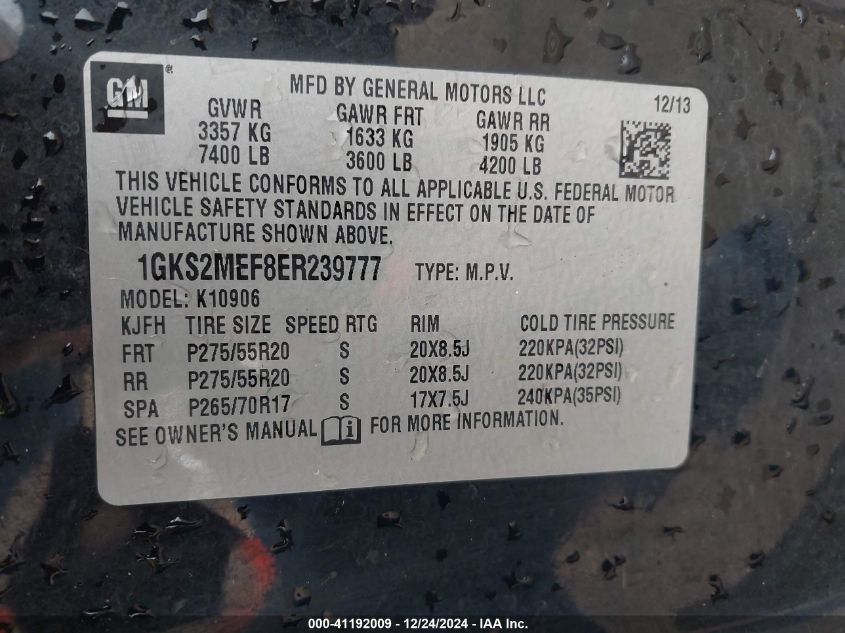 GM ®
MFD BY GENERAL MOTORS LLC
GVWR GAWR FRT GAWR RR 12/13
3357 KG 1633 KG 1905 KG
7400 LB 3600 LB 4200 LB
THIS VEHICLE CONFORMS TO ALL APPLICABLE U.S. FEDERAL MOTOR
VEHICLE SAFETY STANDARDS IN EFFECT ON THE DATE OF
MANUFACTURE SHOWN ABOVE.
1GKS2MEF8ER239777 TYPE: M.P.V.
MODEL: K10906
KJFH TIRE SIZE SPEED RTG RIM COLD TIRE PRESSURE
FRT P275/55R20 S 20X8.5J 220KPA(32PSI)
RR P275/55R20 S 20X8.5J 220KPA(32PSI)
SPA P265/70R17 S 17X7.5J 240KPA(35PSI)
SEE OWNER'S MANUAL FOR MORE INFORMATION.
000-41192009 - 12/24/2024 - IAA Inc.